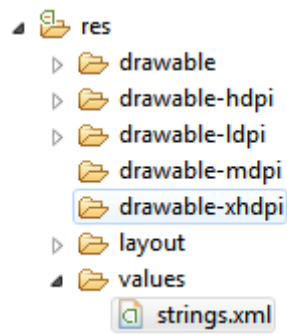 res
drawable
drawable-hdpi
drawable-ldpi
drawable-mdpi
drawable-xhdpi
layout
values
strings.xml